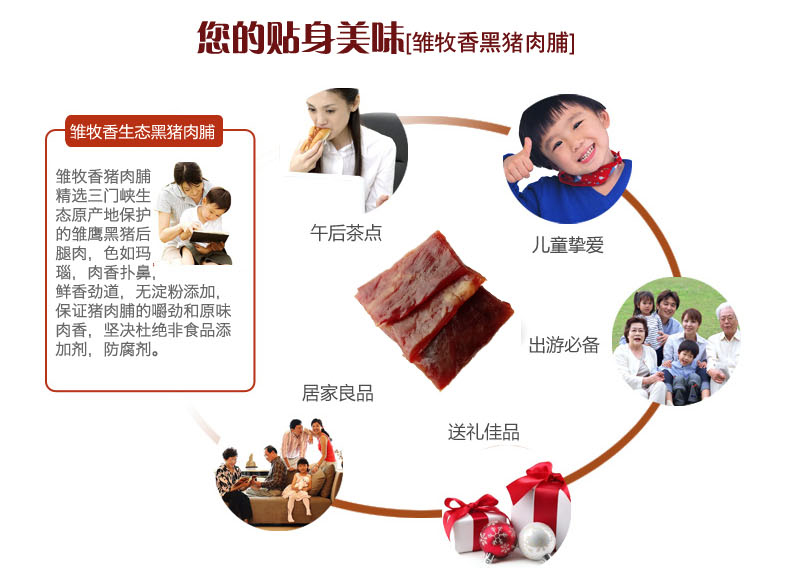 您的贴身美味[雏牧香黑猪肉脯]
雏牧香生态黑猪肉脯
雏牧香猪肉脯
精选三门峡生
态原产地保护
的雏鹰黑猪后
腿肉，色如玛
瑙，肉香扑鼻，
鲜香劲道，无淀粉添加，
保证猪肉脯的嚼劲和原味
肉香，坚决杜绝非食品添
加剂，防腐剂。
午后茶点
儿童挚爱
出游必备
居家良品
送礼佳品